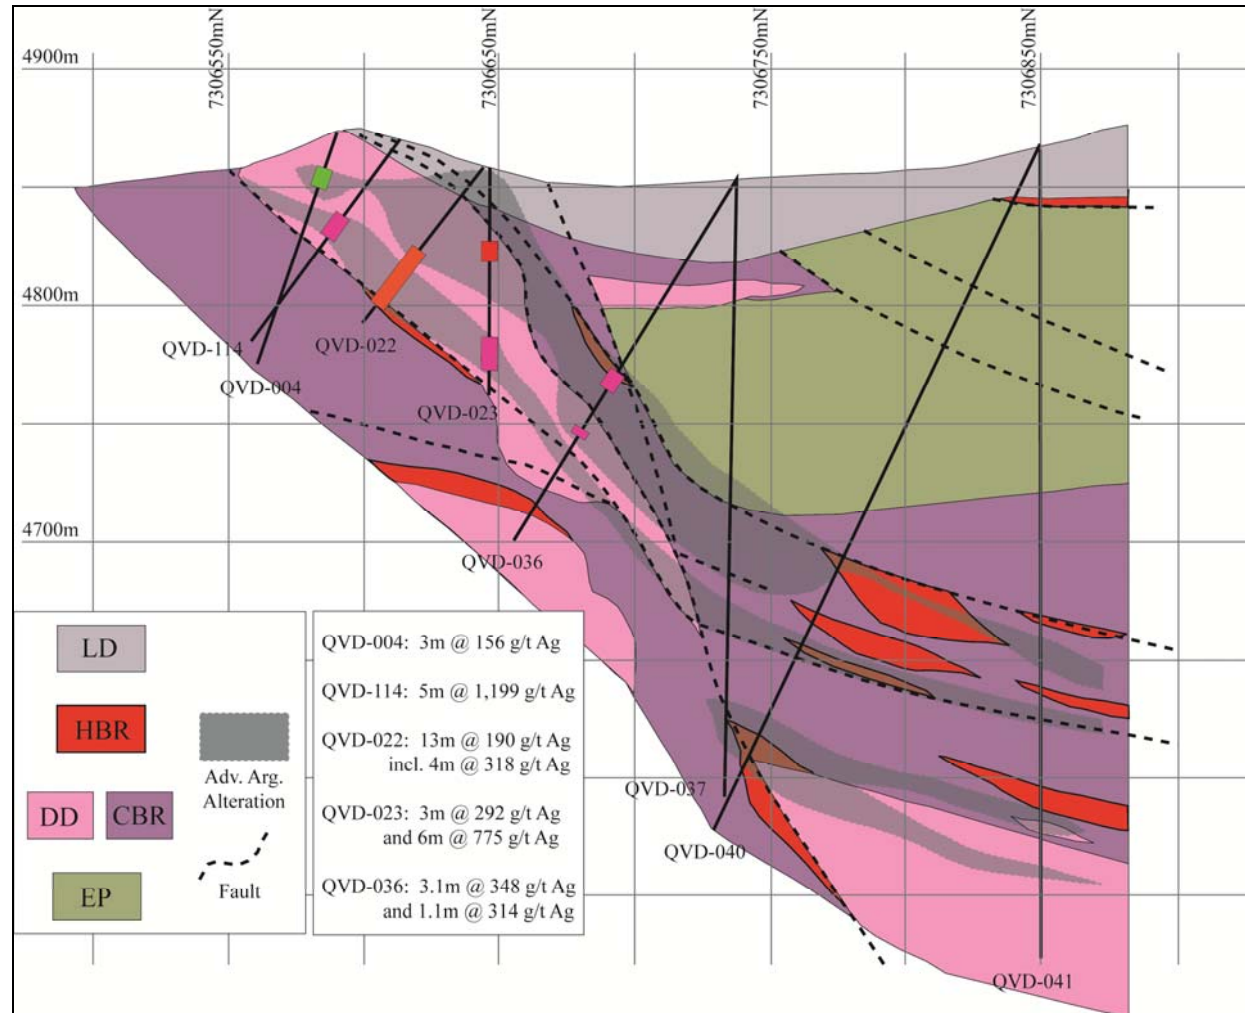 7306550mN
7306650mN
7306750mN
7306850mN
4900m
4800m
4700m
QVD-114
QVD-004
QVD-022
QVD-023
QVD-036
QVD-037
QVD-040
QVD-041
LD
HBR
DD
CBR
EP
Adv. Arg.
Alteration
Fault
QVD-004: 3m @ 156 g/t Ag
QVD-114: 5m @ 1,199 g/t Ag
QVD-022: 13m @ 190 g/t Ag
incl. 4m @ 318 g/t Ag
QVD-023: 3m @ 292 g/t Ag
and 6m @ 775 g/t Ag
QVD-036: 3.1m @ 348 g/t Ag
and 1.1m @ 314 g/t Ag